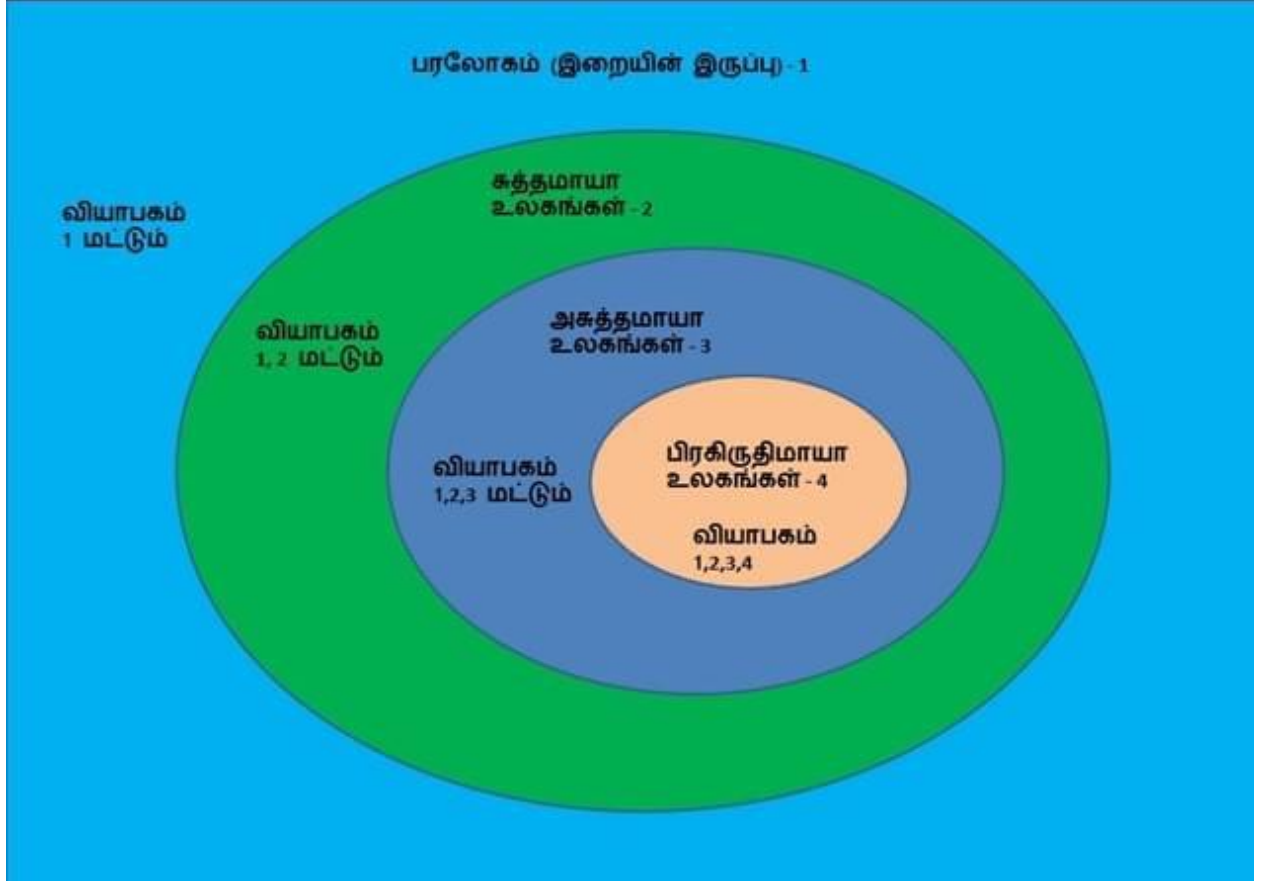 பரலோகம் (இறையின் இருப்பு) - 1
சுத்தமாயா
உலகங்கள் - 2
வியாபகம்
1 மட்டும்
அசுத்தமாயா
உலகங்கள் - 3
வியாபகம்
1, 2 மட்டும்
பிரகிருதிமாயா
உலகங்கள் - 4
வியாபகம்
1,2,3 மட்டும்
வியாபகம்
1,2,3,4